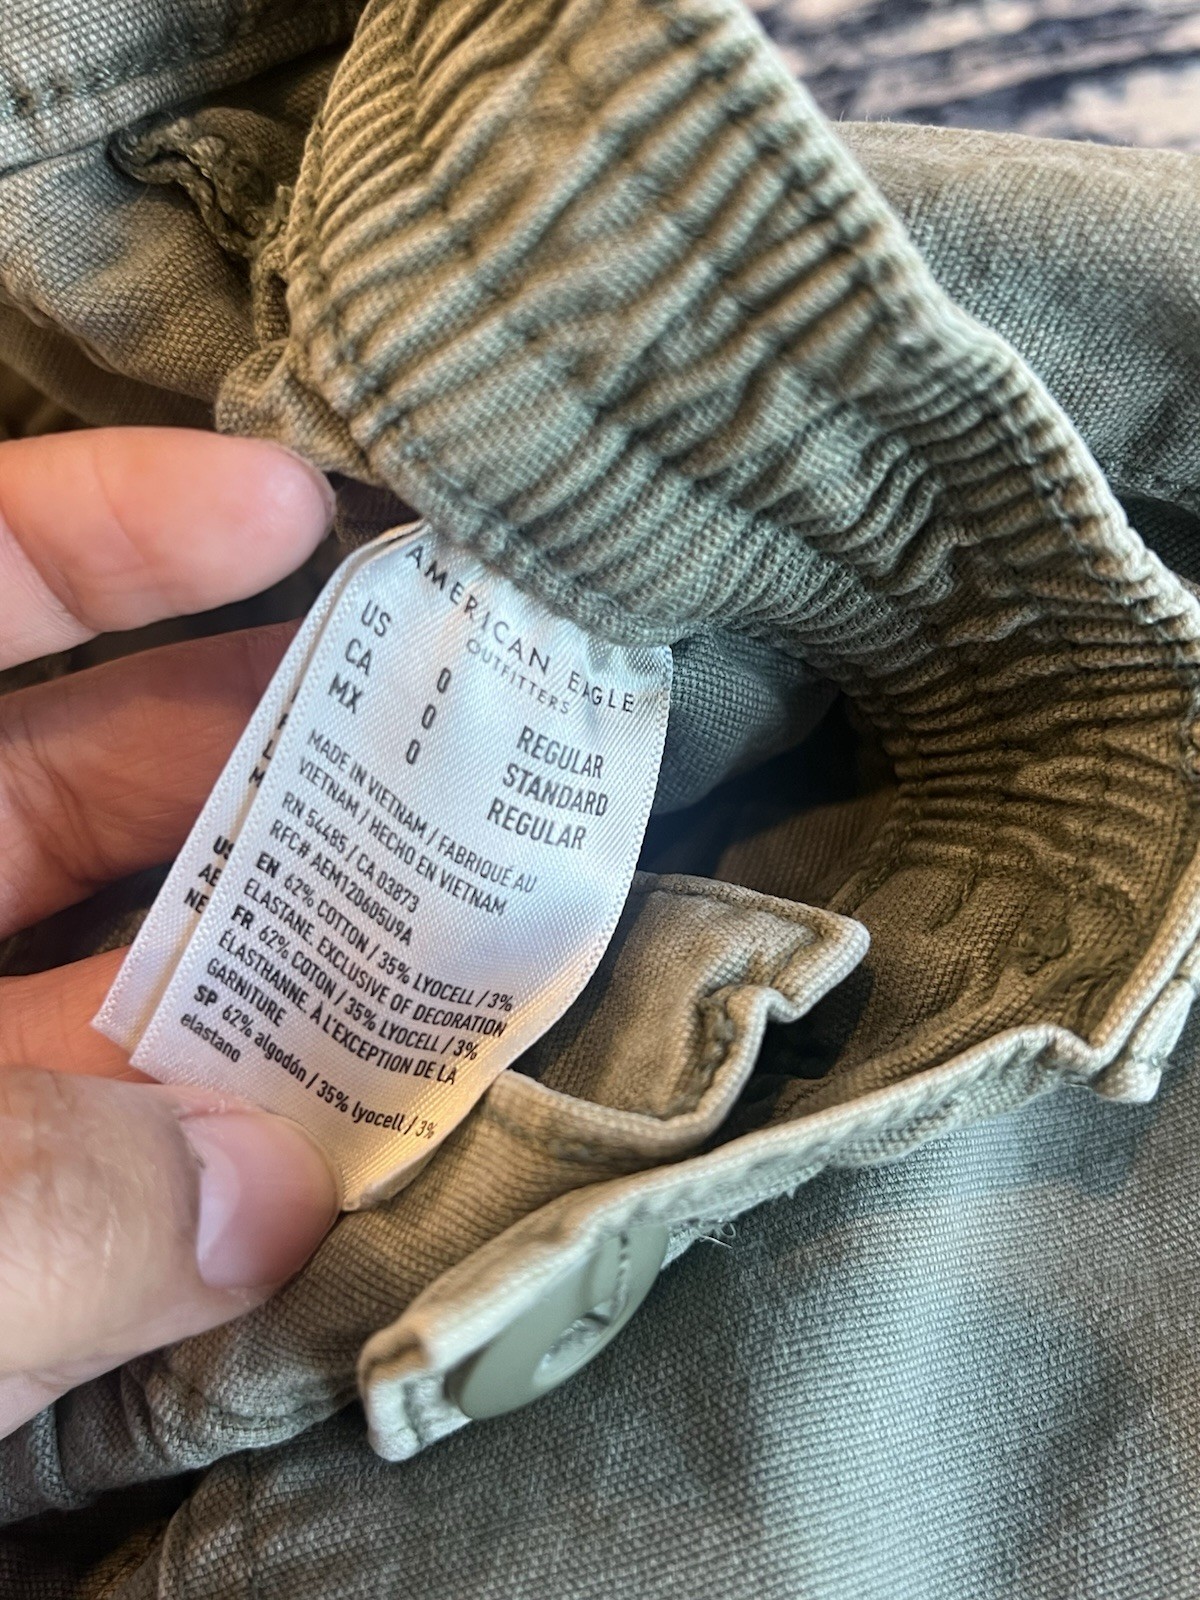 AMERICAN EAGLE
OUTFITTERS
US 0 REGULAR
CA 0 STANDARD
MX 0 REGULAR
MADE IN VIETNAM / FABRIQUÉ AU
VIETNAM / HECHO EN VIETNAM
RN 54485 / CA 03873
RFC# AEM120605U9A
EN 62% COTTON / 35% LYOCELL / 3%
ELASTANE. EXCLUSIVE OF DECORATION
FR 62% COTON / 35% LYOCELL / 3%
ÉLASTHANNE. À L'EXCEPTION DE LA
GARNITURE
SP 62% algodón / 35% lyocell / 3%
elastano